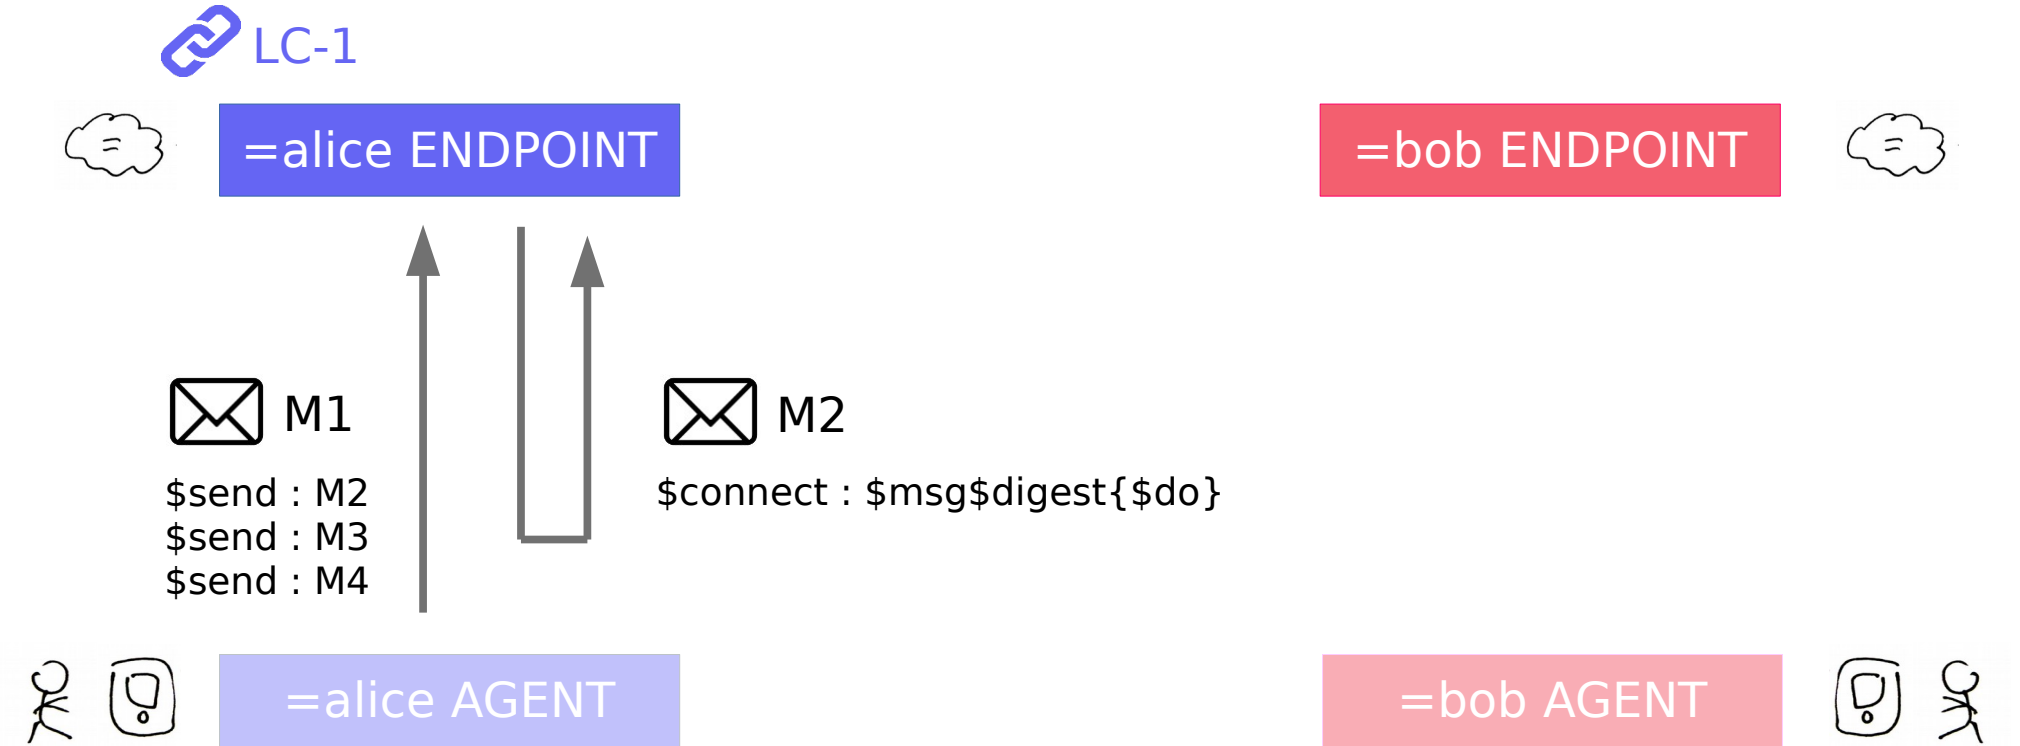 LC-1
=alice ENDPOINT
=bob ENDPOINT
M1
$send : M2
$send : M3
$send : M4
M2
$connect : $msg$digest{$do}
=alice AGENT
=bob AGENT